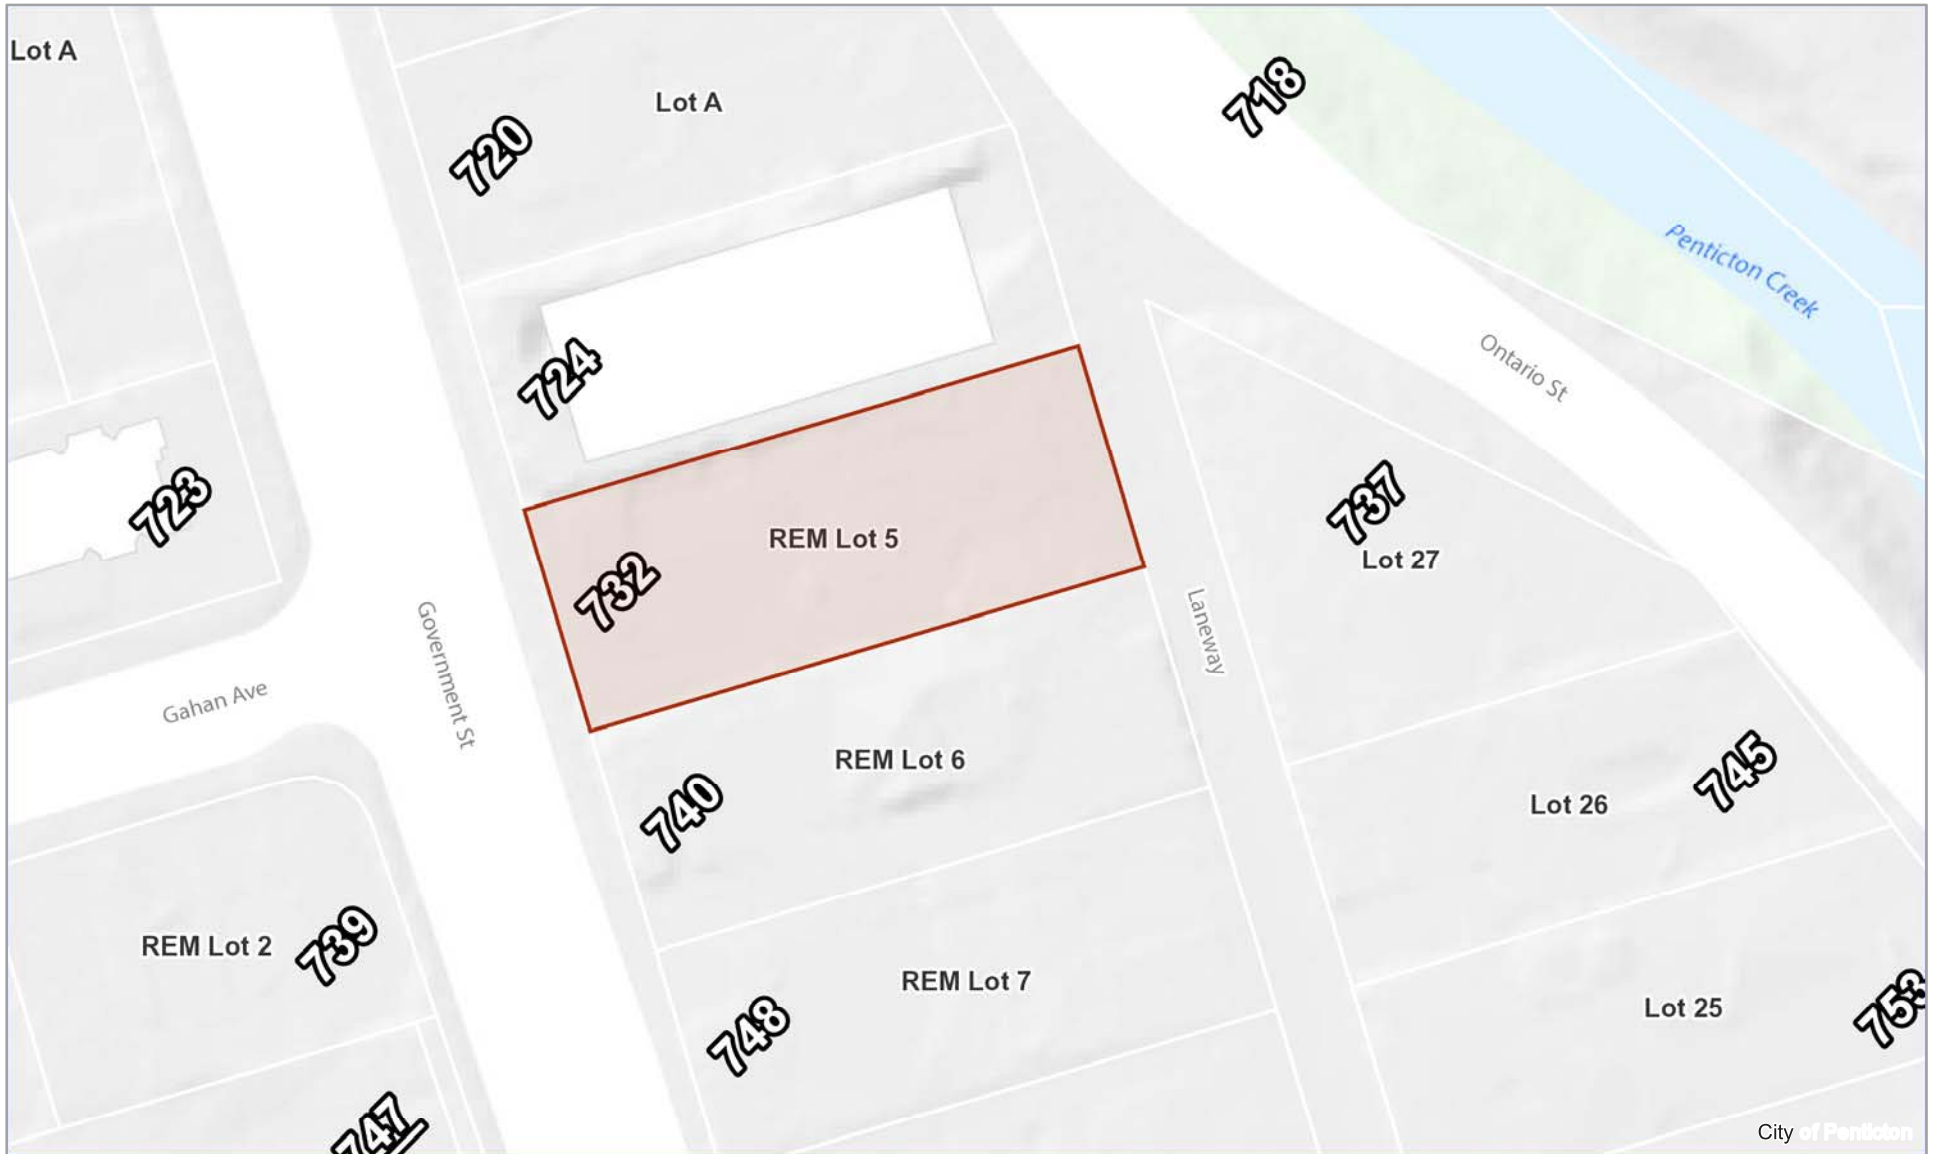 Lot A
Lot A
718
720
Penticton Creek
Ontario St
724
723
737
REM Lot 5
Lot 27
732
Government St
Laneway
Gahan Ave
REM Lot 6
740
745
Lot 26
REM Lot 2
739
REM Lot 7
748
Lot 25
753
747
City of Penticton